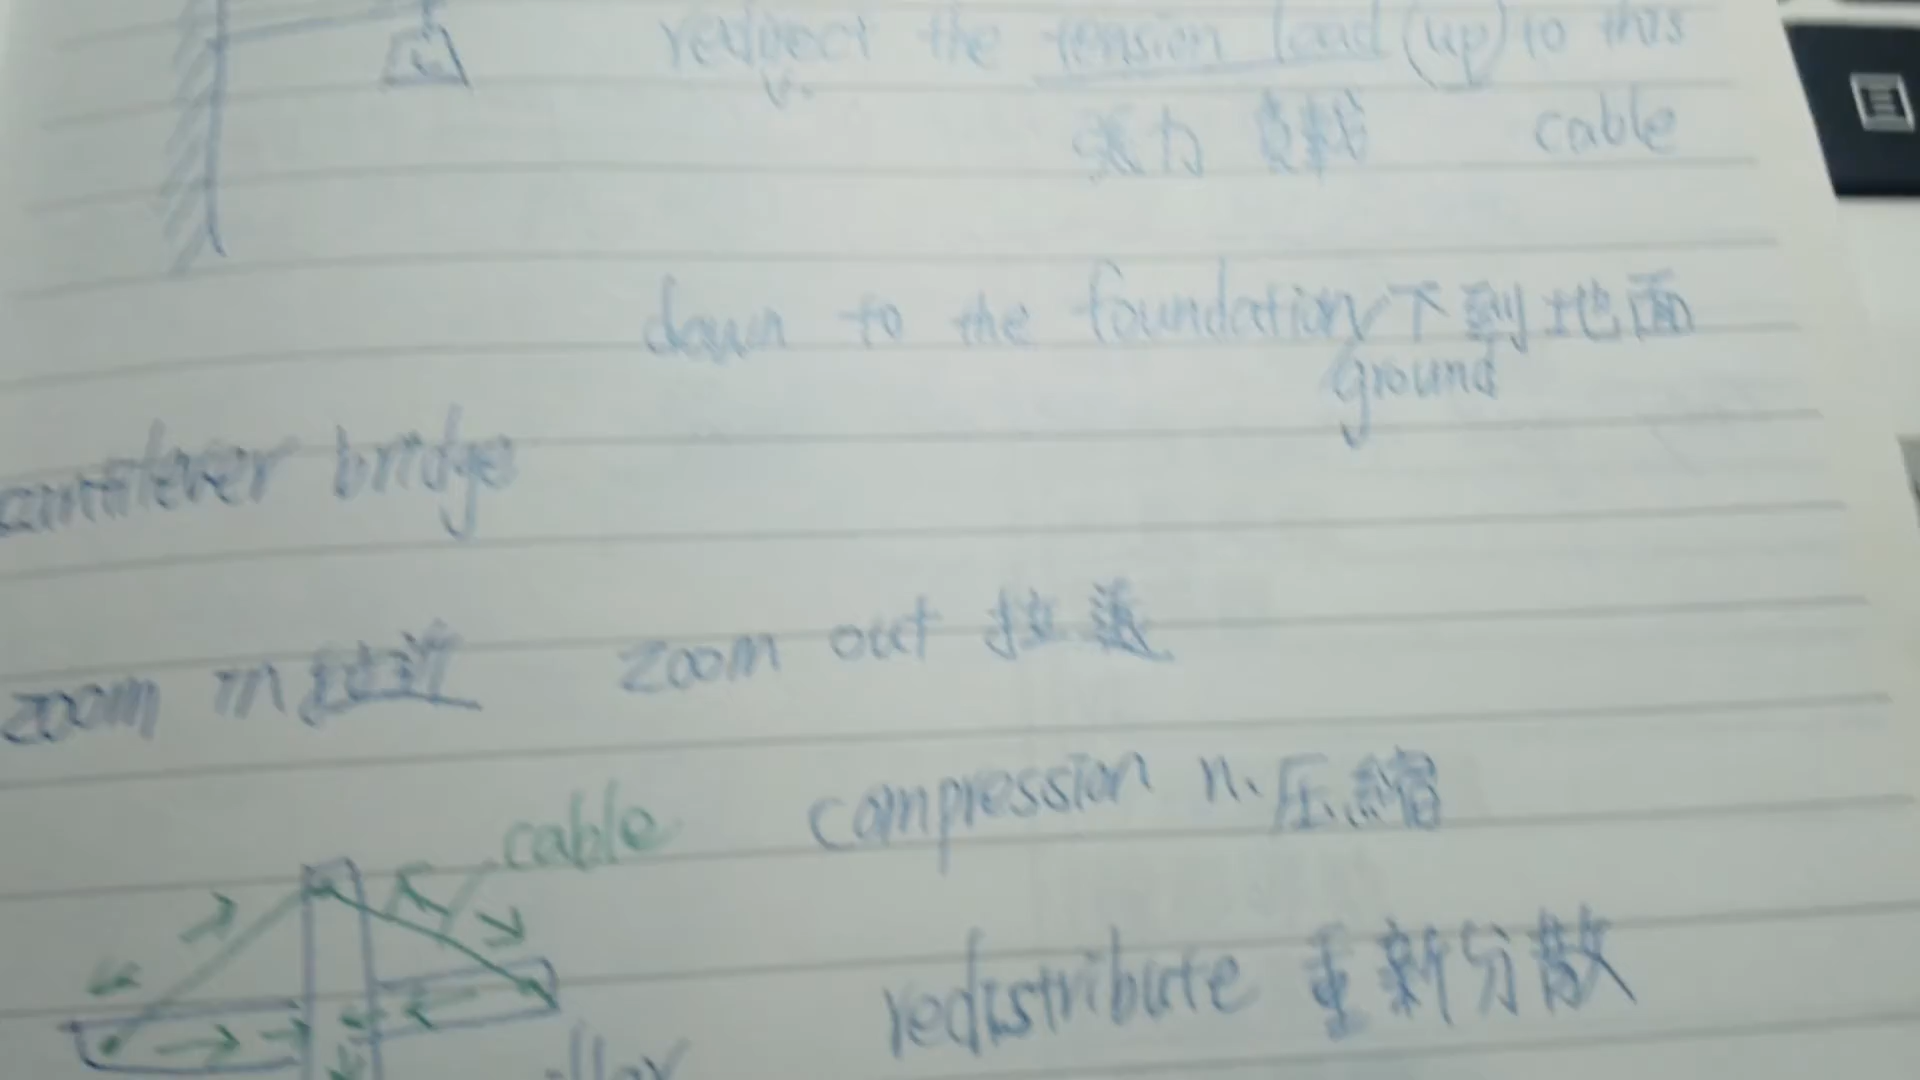 redirect the tension load (up) to this
v.
张力 负载 cable
down to the foundation 下到地面
ground
cantilever bridge
zoom in 拉近 zoom out 拉远
cable compression n. 压縮
redistribute 重新分散